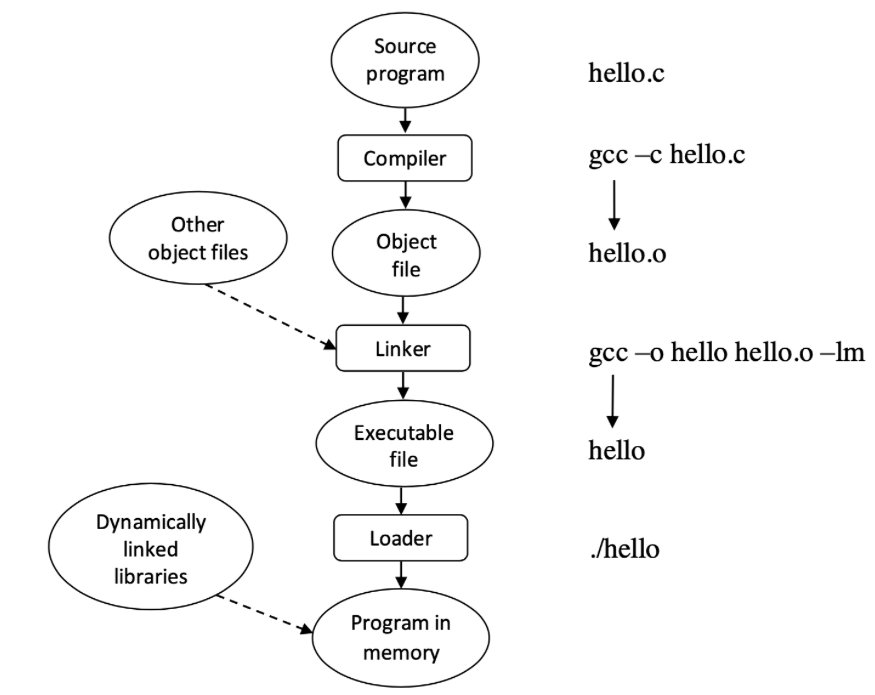 Source
program
hello.c
Compiler
gcc –c hello.c
Other
object files
Object
file
hello.o
Linker
gcc –o hello hello.o –lm
Executable
file
hello
Dynamically
linked
libraries
Loader
./hello
Program in
memory